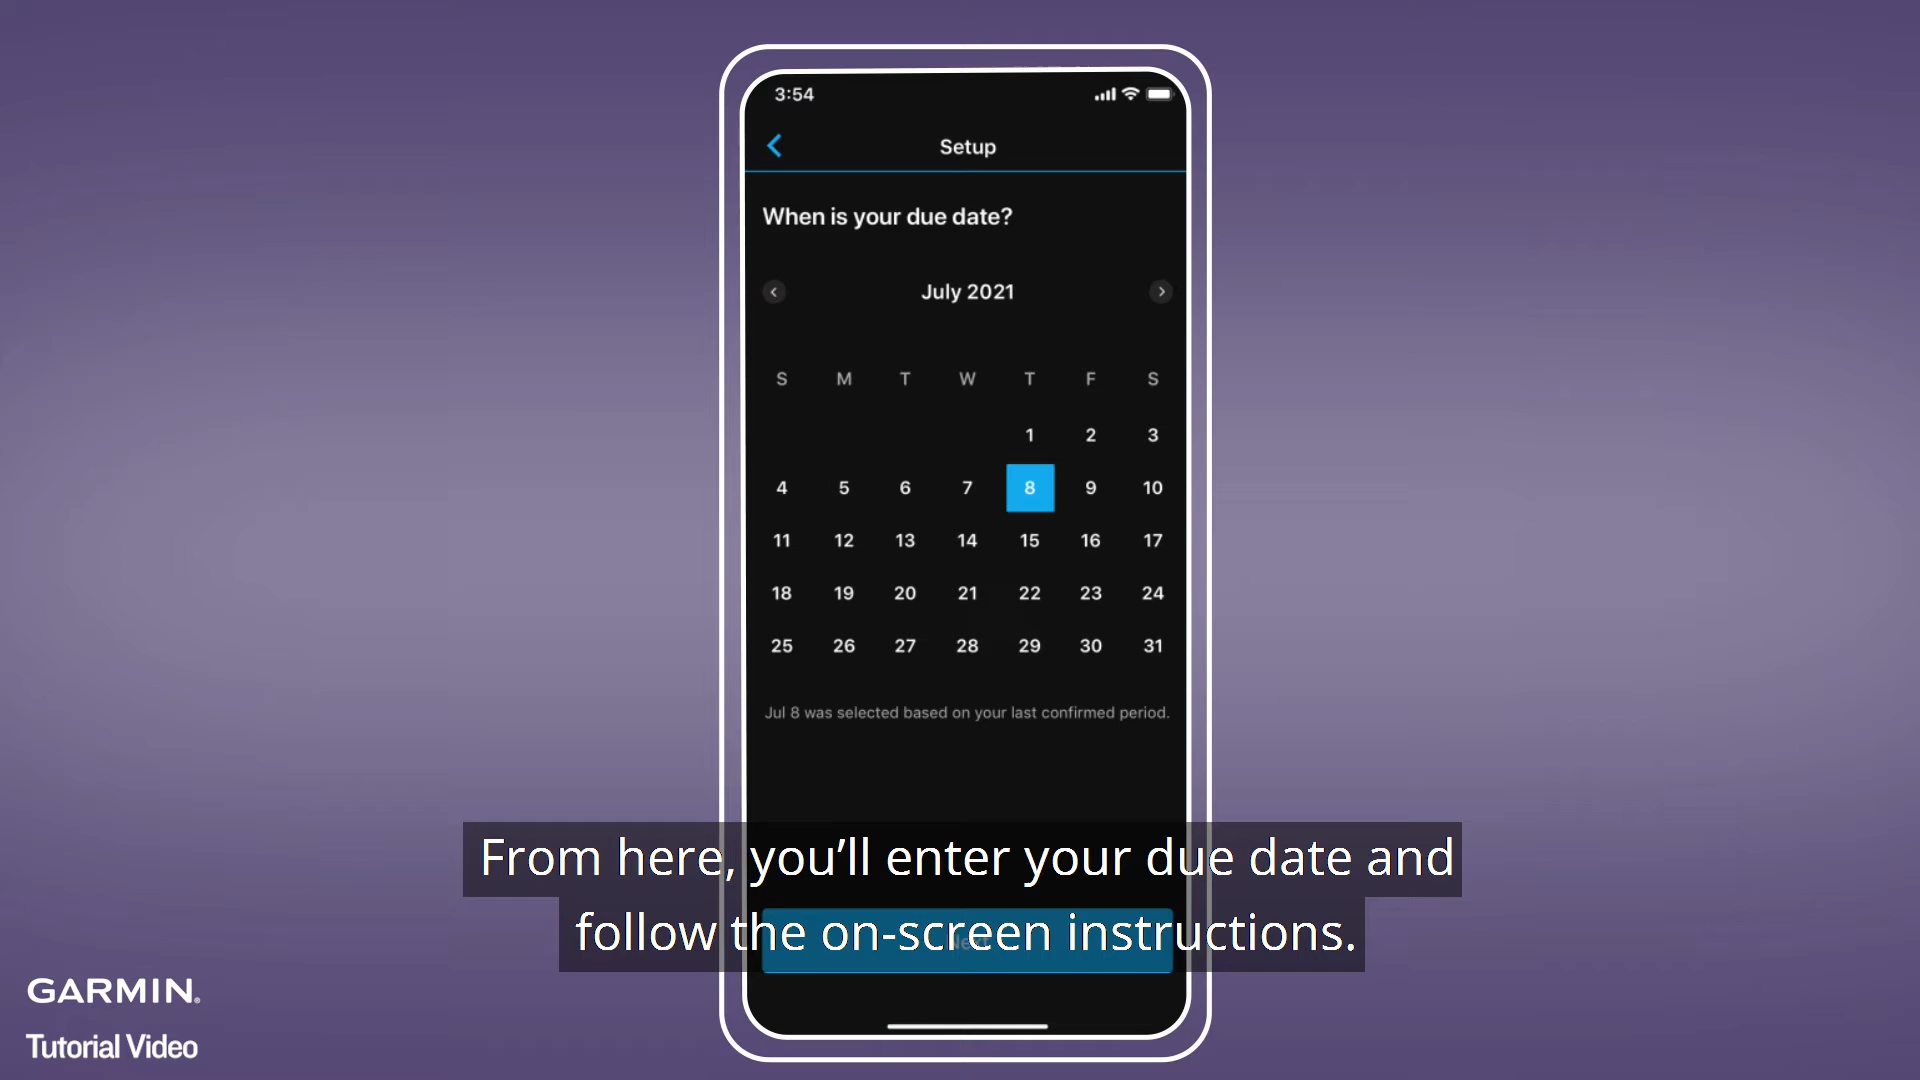 3:54
Setup
When is your due date?
July 2021
S M T W T F S
1 2 3
4 5 6 7 8 9 10
11 12 13 14 15 16 17
18 19 20 21 22 23 24
25 26 27 28 29 30 31
Jul 8 was selected based on your last confirmed period.
From here, you’ll enter your due date and
follow the on-screen instructions.
Next
GARMIN®
Tutorial Video